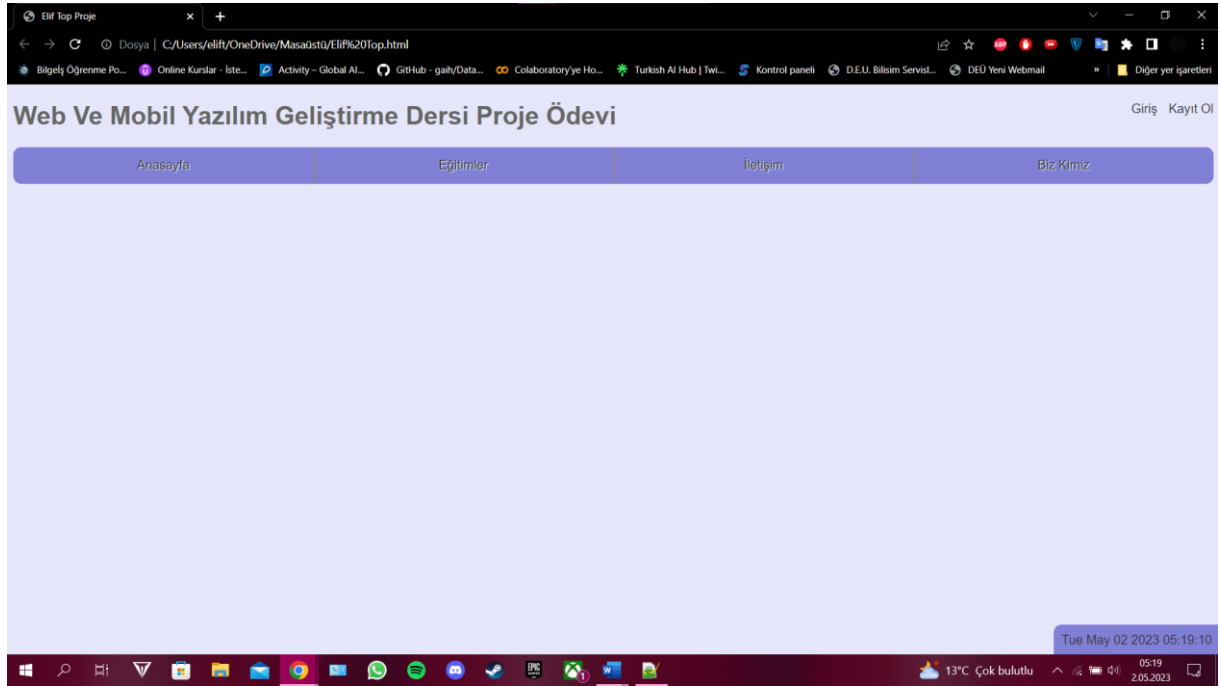 Elif Top Proje
Dosya | C:/Users/elift/OneDrive/Masaüstü/Elif%20Top.html
Bilgeİş Öğrenme Po... Online Kurslar - İste... Activity – Global AI... GitHub - gaih/Data... Colaboratory'ye Ho... Turkish AI Hub | Twi... Kontrol paneli D.E.U. Bilisim Servisl... DEÜ Yeni Webmail » Diğer yer işaretleri
Web Ve Mobil Yazılım Geliştirme Dersi Proje Ödevi
Giriş Kayıt Ol
Anasayfa Eğitimler İletişim Biz Kimiz
Tue May 02 2023 05:19:10
13°C Çok bulutlu 05:19
2.05.2023